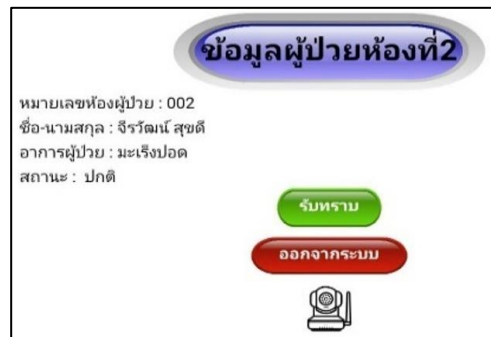 ข้อมูลผู้ป่วยห้องที่2
หมายเลขห้องผู้ป่วย : 002
ชื่อ-นามสกุล : จีรวัฒน์ สุขดี
อาการผู้ป่วย : มะเร็งปอด
สถานะ : ปกติ
รับทราบ
ออกจากระบบ